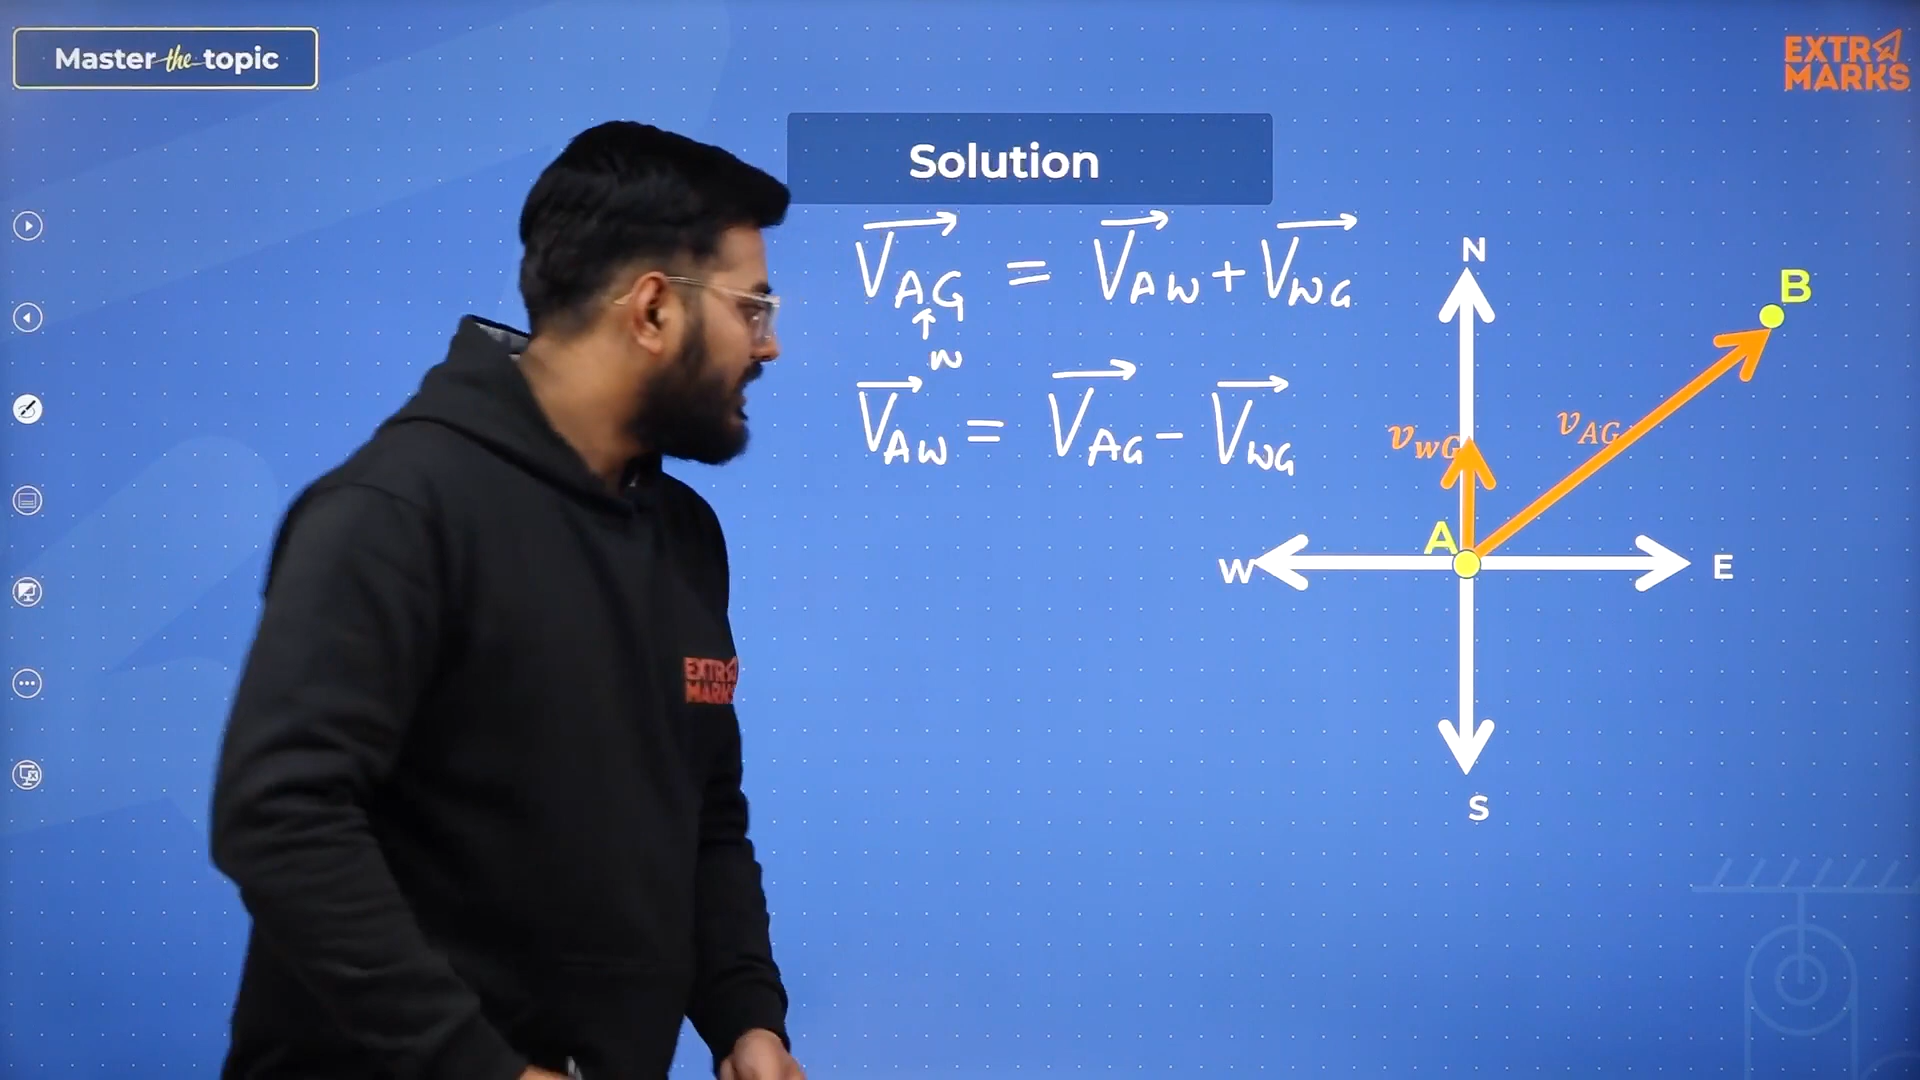 Master the topic
EXTRA
MARKS
Solution
V_AG = V_AW + V_WG
↑
W
V_AW = V_AG - V_WG
N
B
v_AG
v_WG
A
W
E
S
EXTRA
MARKS